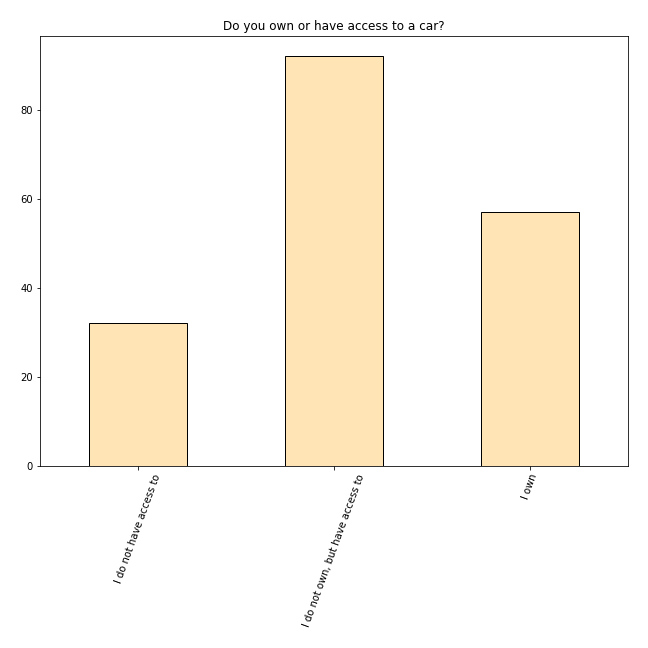 Do you own or have access to a car?
80
60
40
20
0
I do not have access to
I do not own, but have access to
I own